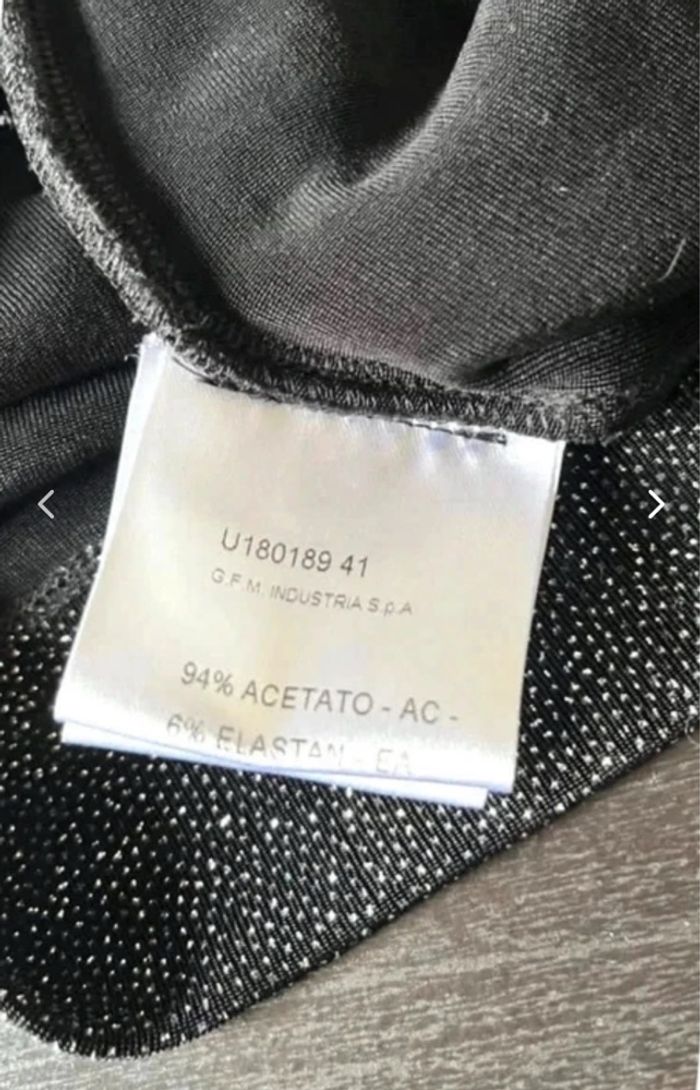 U180189 41
G.F.M. INDUSTRIA S.p.A
94% ACETATO - AC -
6% ELASTAN - EA